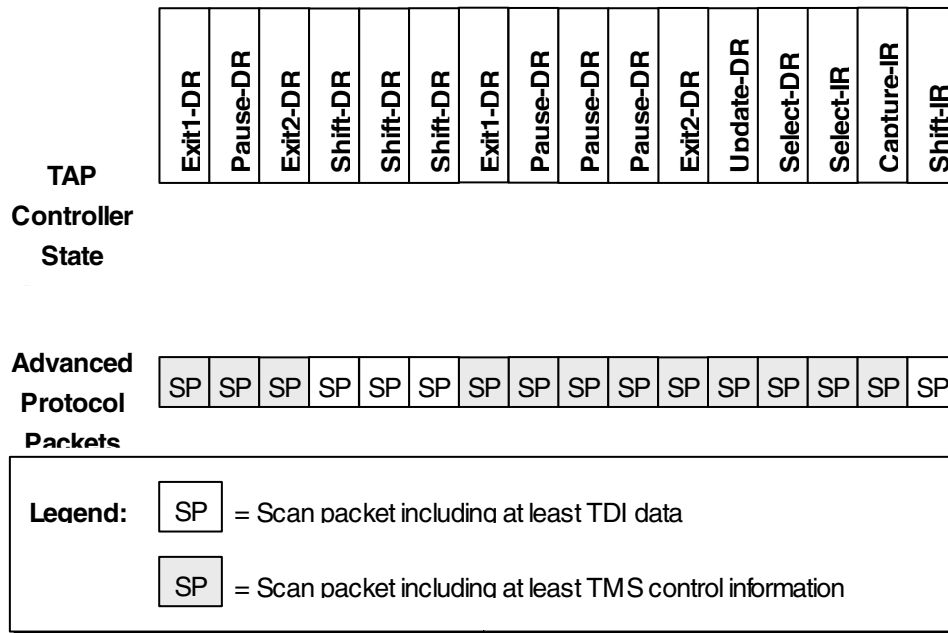 Exit1-DR
Pause-DR
Exit2-DR
Shift-DR
Shift-DR
Shift-DR
Exit1-DR
Pause-DR
Pause-DR
Pause-DR
Exit2-DR
Update-DR
Select-DR
Select-IR
Capture-IR
Shift-IR
TAP
Controller
State
Advanced
Protocol
Packets
SP SP SP SP SP SP SP SP SP SP SP SP SP SP SP SP
Legend:
SP = Scan packet including at least TDI data
SP = Scan packet including at least TMS control information